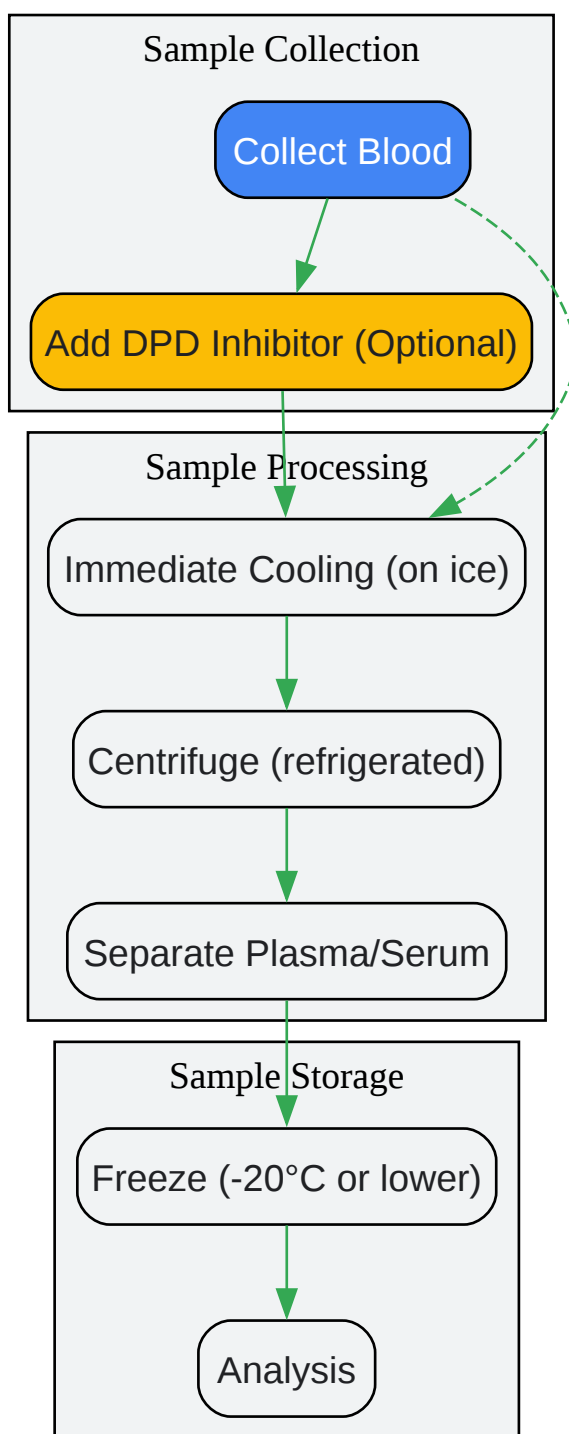 Sample Collection
Collect Blood
Add DPD Inhibitor (Optional)
Sample Processing
Immediate Cooling (on ice)
Centrifuge (refrigerated)
Separate Plasma/Serum
Sample Storage
Freeze (-20°C or lower)
Analysis